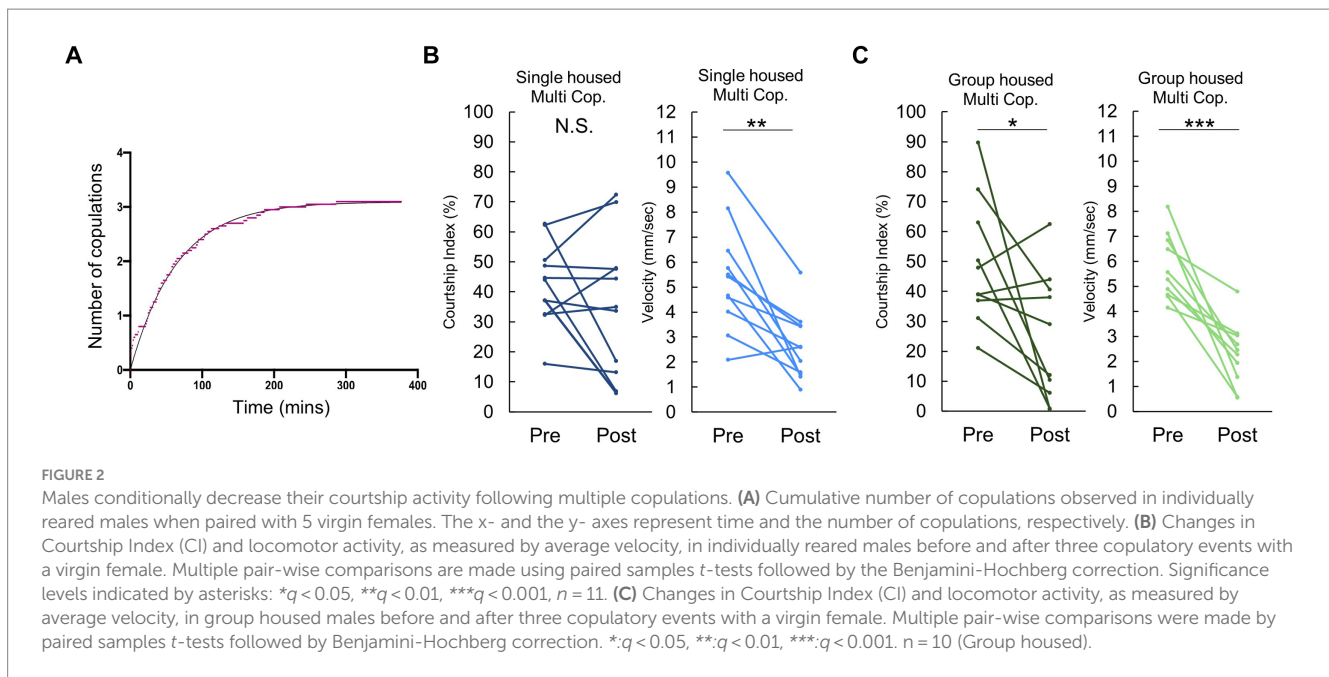 A
B
C
Single housed
Multi Cop.
Single housed
Multi Cop.
Group housed
Multi Cop.
Group housed
Multi Cop.
N.S.
**
*
***
Number of copulations
4
3
2
1
0
0
100
200
300
400
Time (mins)
Courtship Index (%)
100
90
80
70
60
50
40
30
20
10
0
Pre
Post
Velocity (mm/sec)
12
11
10
9
8
7
6
5
4
3
2
1
0
Pre
Post
Courtship Index (%)
100
90
80
70
60
50
40
30
20
10
0
Pre
Post
Velocity (mm/sec)
12
11
10
9
8
7
6
5
4
3
2
1
0
Pre
Post
FIGURE 2
Males conditionally decrease their courtship activity following multiple copulations. (A) Cumulative number of copulations observed in individually
reared males when paired with 5 virgin females. The x- and the y- axes represent time and the number of copulations, respectively. (B) Changes in
Courtship Index (CI) and locomotor activity, as measured by average velocity, in individually reared males before and after three copulatory events with
a virgin female. Multiple pair-wise comparisons are made using paired samples t-tests followed by the Benjamini-Hochberg correction. Significance
levels indicated by asterisks: *q < 0.05, **q < 0.01, ***q < 0.001, n = 11. (C) Changes in Courtship Index (CI) and locomotor activity, as measured by
average velocity, in group housed males before and after three copulatory events with a virgin female. Multiple pair-wise comparisons were made by
paired samples t-tests followed by Benjamini-Hochberg correction. *:q < 0.05, **:q < 0.01, ***:q < 0.001. n = 10 (Group housed).